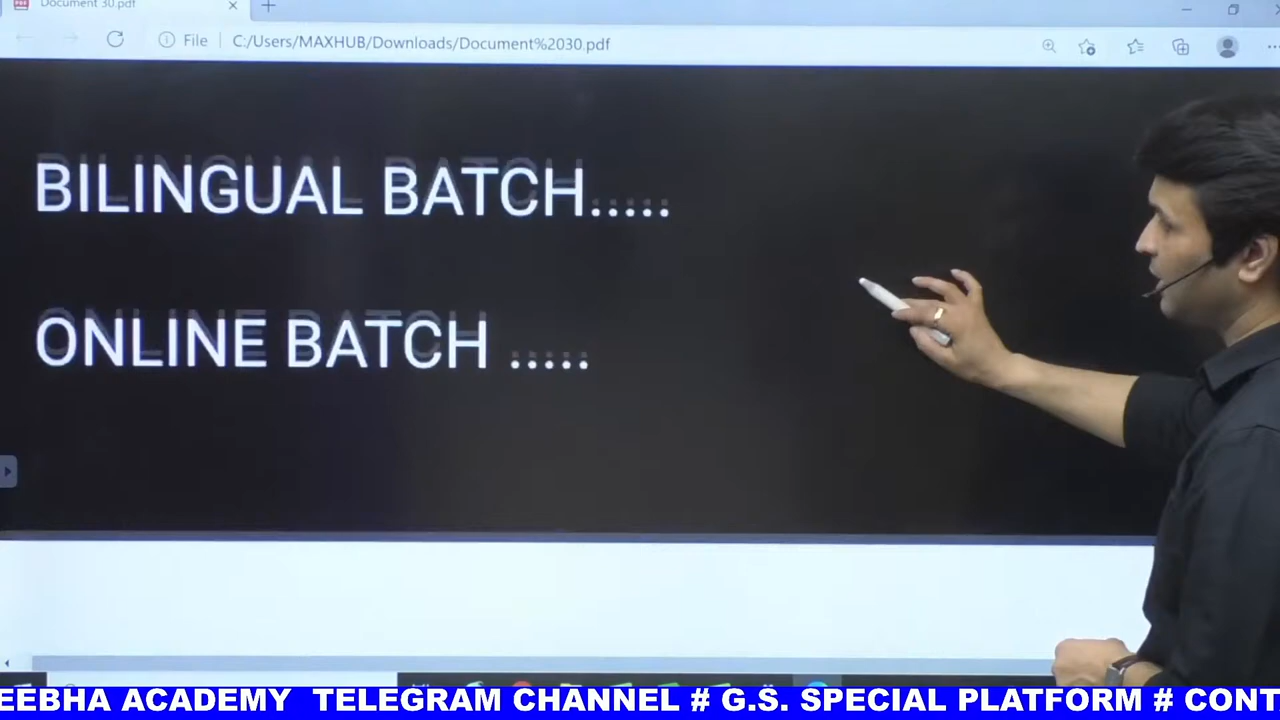 Document 30.pdf
File
C:/Users/MAXHUB/Downloads/Document%2030.pdf
BILINGUAL BATCH.....
ONLINE BATCH .....
EEBHA ACADEMY TELEGRAM CHANNEL # G.S. SPECIAL PLATFORM # CONT